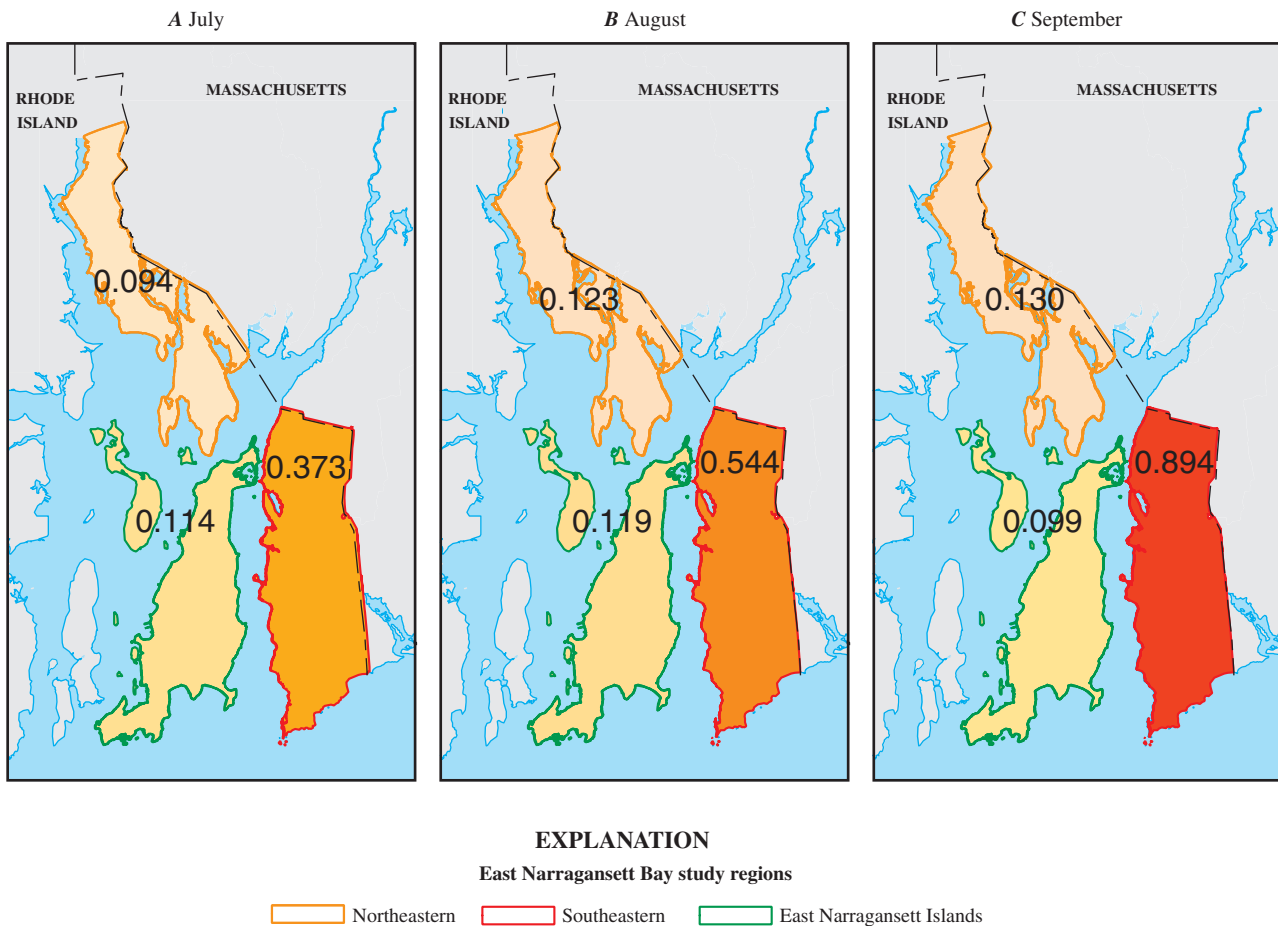 A July
B August
C September
RHODE
ISLAND
MASSACHUSETTS
0.094
0.373
0.114
RHODE
ISLAND
MASSACHUSETTS
0.123
0.544
0.119
RHODE
ISLAND
MASSACHUSETTS
0.130
0.894
0.099
EXPLANATION
East Narragansett Bay study regions
Northeastern
Southeastern
East Narragansett Islands